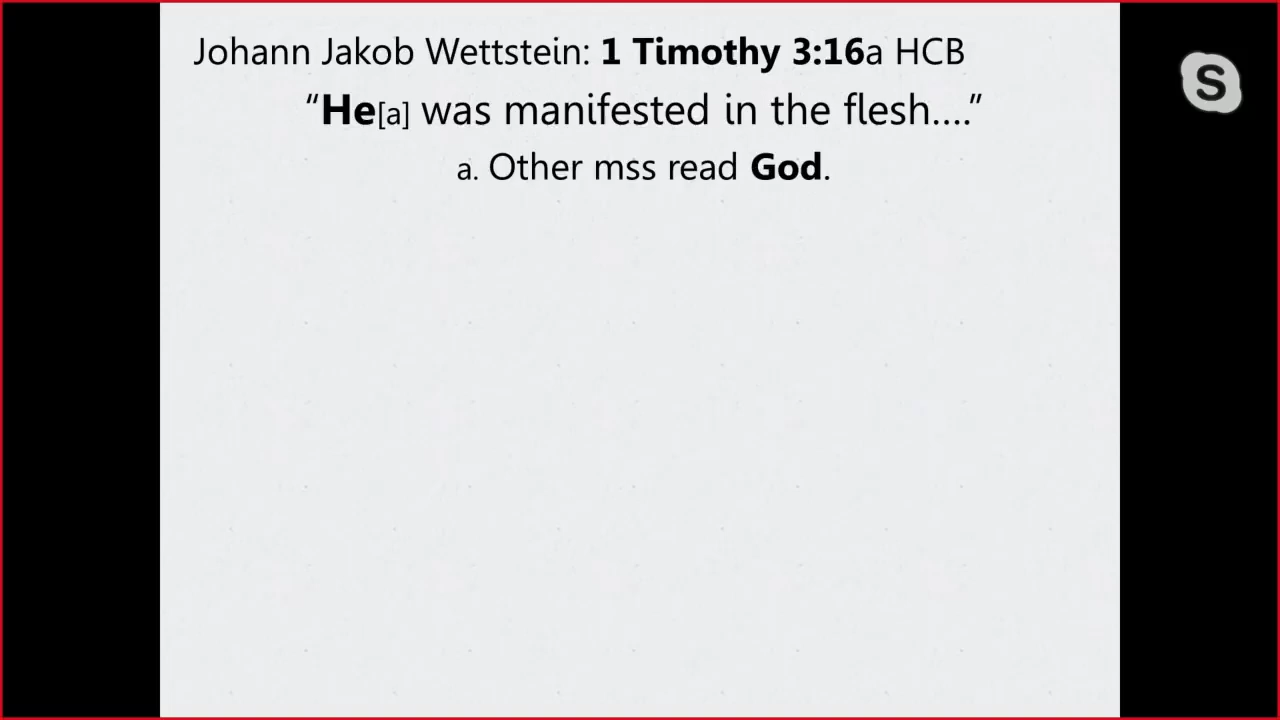 Johann Jakob Wettstein: 1 Timothy 3:16a HCB
“He[a] was manifested in the flesh….”
a. Other mss read God.
S